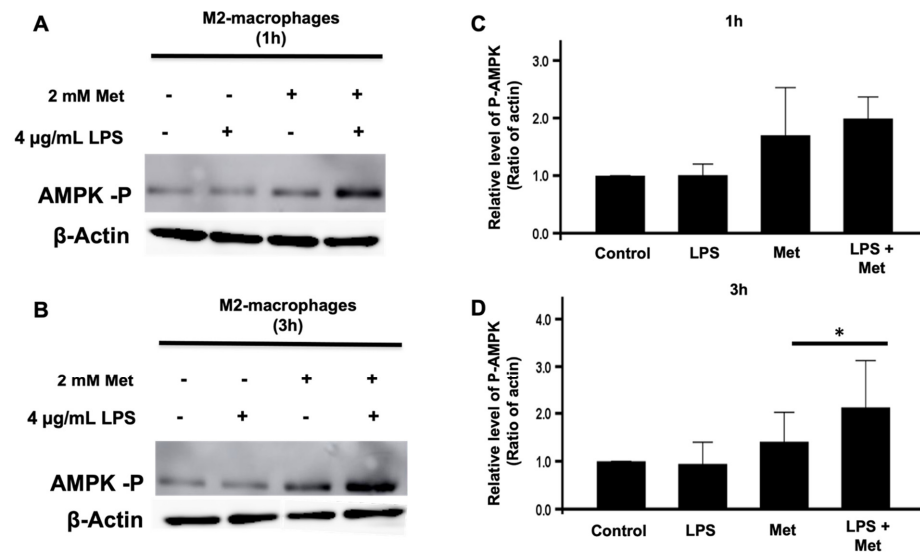 A
M2-macrophages
(1h)
2 mM Met - - + +
4 µg/mL LPS - + - +
AMPK -P
β-Actin
B
M2-macrophages
(3h)
2 mM Met - - + +
4 µg/mL LPS - + - +
AMPK -P
β-Actin
C
1h
Relative level of P-AMPK
(Ratio of actin)
3.0
2.0
1.0
0.0
Control LPS Met LPS +
Met
D
3h
Relative level of P-AMPK
(Ratio of actin)
4.0
3.0
2.0
1.0
0.0
*
Control LPS Met LPS +
Met